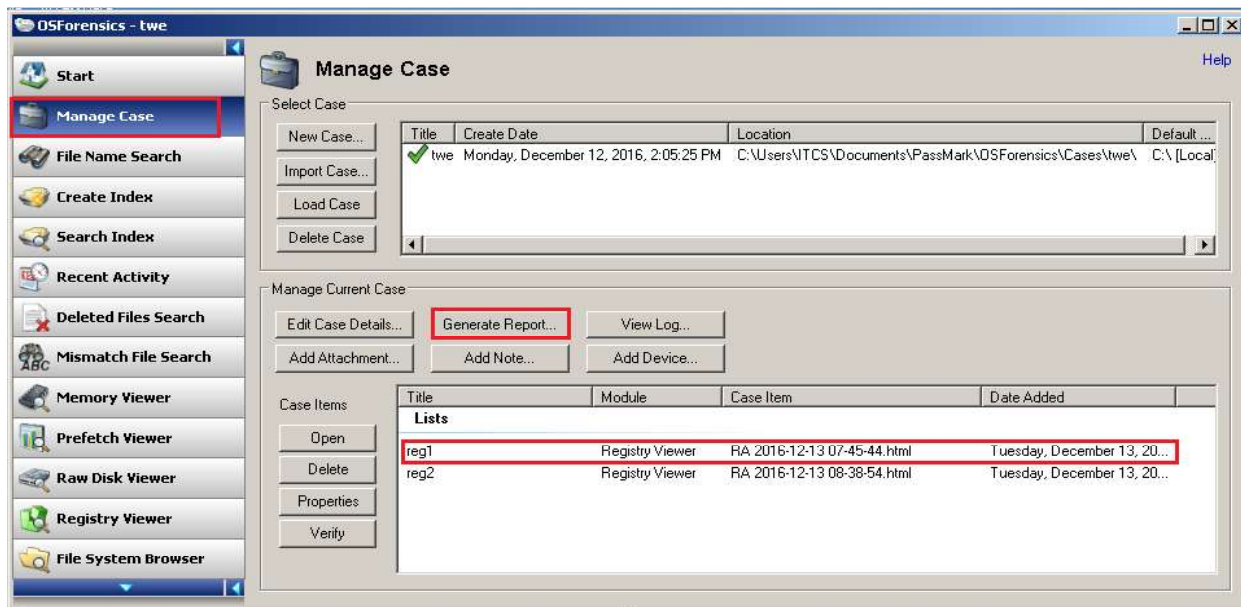 OSForensics - twe
Start
Manage Case
File Name Search
Create Index
Search Index
Recent Activity
Deleted Files Search
Mismatch File Search
Memory Viewer
Prefetch Viewer
Raw Disk Viewer
Registry Viewer
File System Browser
Manage Case
Help
Select Case
New Case...
Import Case...
Load Case
Delete Case
Title Create Date Location Default ...
twe Monday, December 12, 2016, 2:05:25 PM C:\Users\ITCS\Documents\PassMark\OSForensics\Cases\twe\ C:\ [Local]
Manage Current Case
Edit Case Details... Generate Report... View Log...
Add Attachment... Add Note... Add Device...
Case Items
Open
Delete
Properties
Verify
Title Module Case Item Date Added
Lists
reg1 Registry Viewer RA 2016-12-13 07-45-44.html Tuesday, December 13, 20...
reg2 Registry Viewer RA 2016-12-13 08-38-54.html Tuesday, December 13, 20...